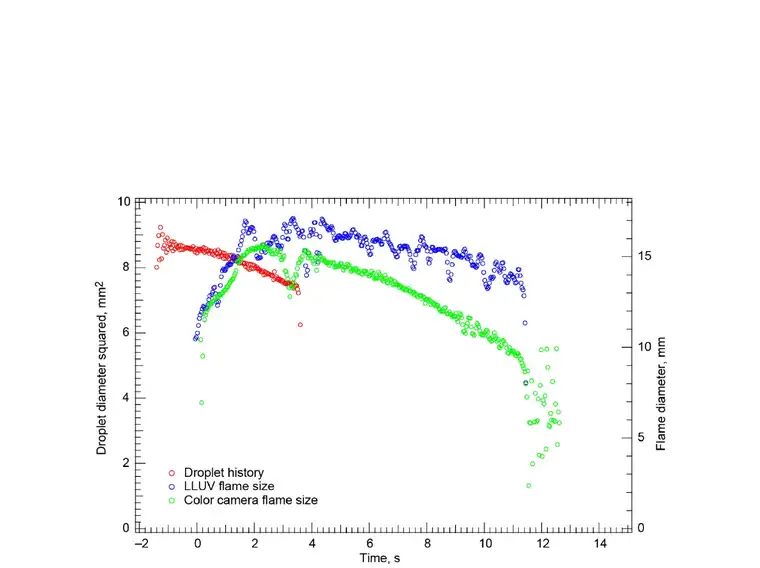 10
8
6
4
2
0
Droplet diameter squared, mm2
15
10
5
0
Flame diameter, mm
Droplet history
LLUV flame size
Color camera flame size
–2 0 2 4 6 8 10 12 14
Time, s